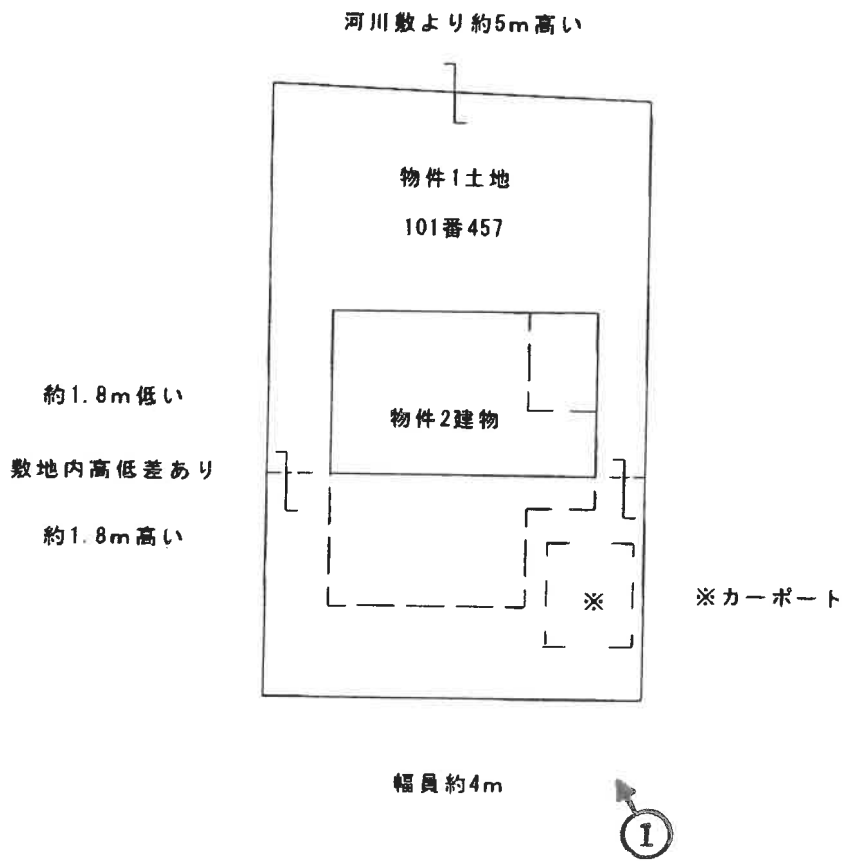 河川敷より約5m高い
物件1土地
101番457
約1.8m低い
物件2建物
敷地内高低差あり
約1.8m高い
※
※カーポート
幅員約4m
1